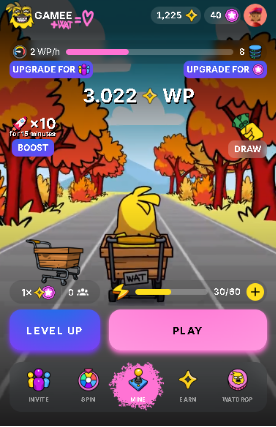 GAMEE
+WAT =
1,225
40
2 WP/h
8
UPGRADE FOR
UPGRADE FOR
3.022 WP
×10
for 15 minutes
BOOST
DRAW
WAT
1×
0
30/60
+
LEVEL UP
PLAY
INVITE
SPIN
MINE
EARN
WATDROP